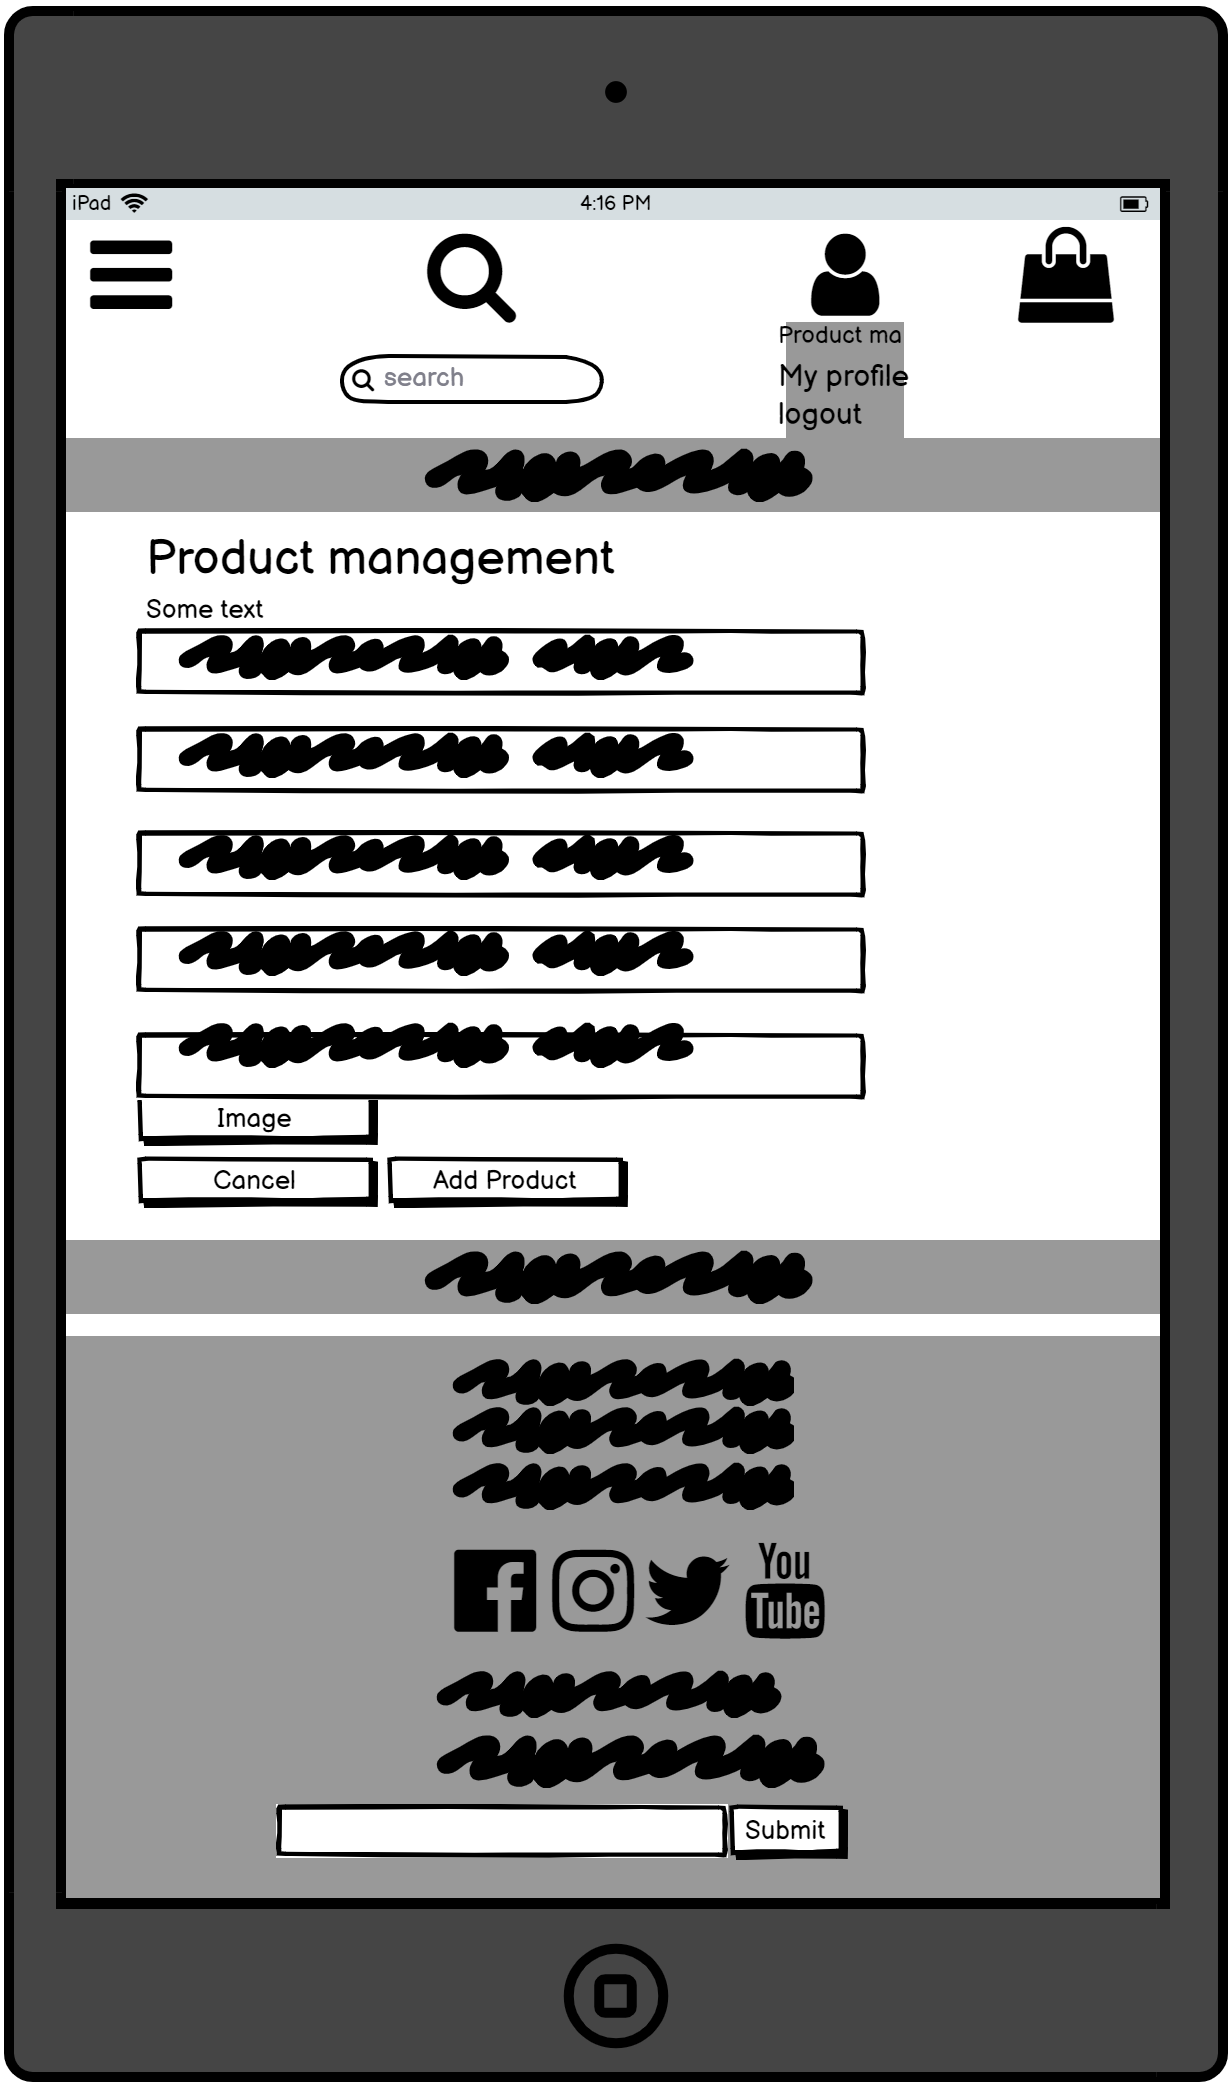 iPad 4:16 PM
Product ma
search
My profile
logout
Product management
Some text
Image
Cancel Add Product
You
Tube
Submit